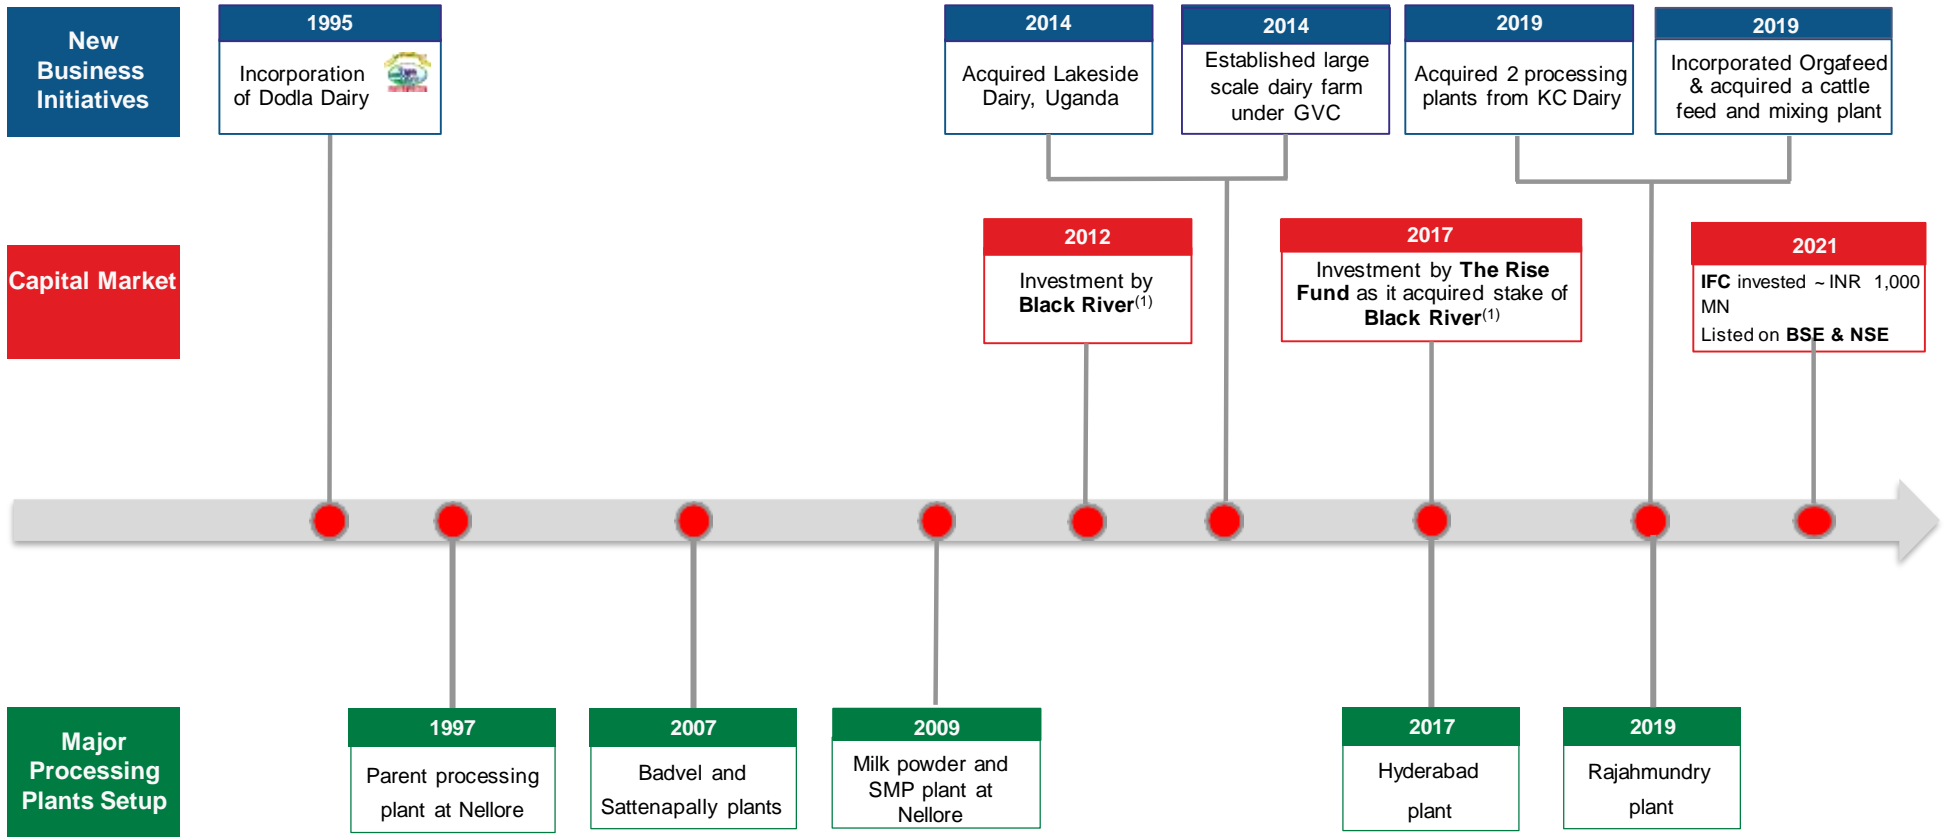 New
Business
Initiatives
1995
Incorporation
of Dodla Dairy
2014
Acquired Lakeside
Dairy, Uganda
2014
Established large
scale dairy farm
under GVC
2019
Acquired 2 processing
plants from KC Dairy
2019
Incorporated Orgafeed
& acquired a cattle
feed and mixing plant
Capital Market
2012
Investment by
Black River(1)
2017
Investment by The Rise
Fund as it acquired stake of
Black River(1)
2021
IFC invested ~ INR 1,000
MN
Listed on BSE & NSE
Major
Processing
Plants Setup
1997
Parent processing
plant at Nellore
2007
Badvel and
Sattenapally plants
2009
Milk powder and
SMP plant at
Nellore
2017
Hyderabad
plant
2019
Rajahmundry
plant